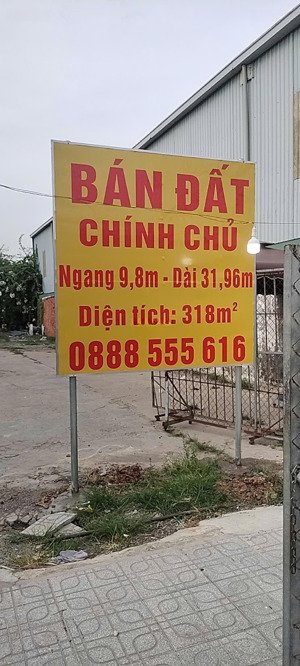 BÁN ĐẤT
CHÍNH CHỦ
Ngang 9,8m - Dài 31,96m
Diện tích: 318m²
0888 555 616